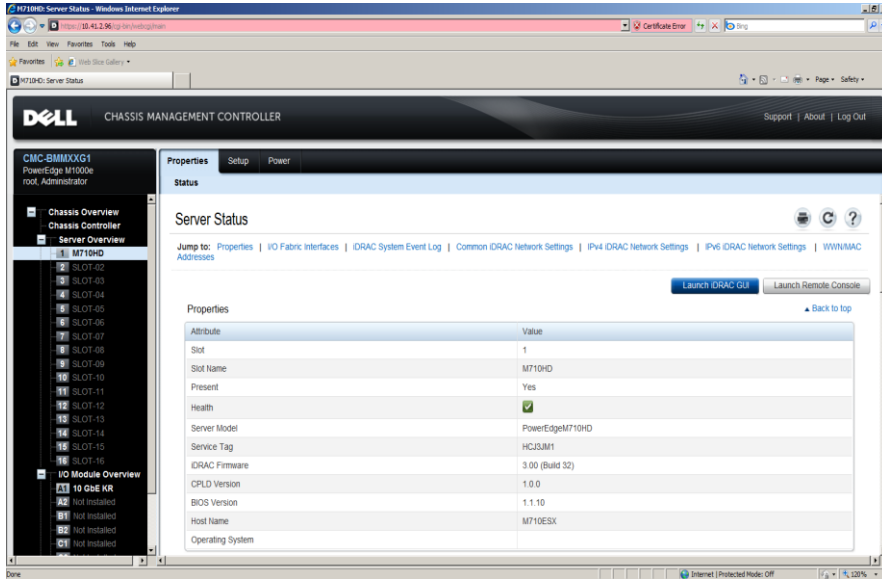 M710HD: Server Status - Windows Internet Explorer
https://10.41.2.96/cgi-bin/webcgi/main
Certificate Error
Bing
File Edit View Favorites Tools Help
Favorites Web Slice Gallery
M710HD: Server Status
Page Safety
DELL CHASSIS MANAGEMENT CONTROLLER
Support | About | Log Out
CMC-BMMXXG1
PowerEdge M1000e
root, Administrator
Chassis Overview
Chassis Controller
Server Overview
1 M710HD
2 SLOT-02
3 SLOT-03
4 SLOT-04
5 SLOT-05
6 SLOT-06
7 SLOT-07
8 SLOT-08
9 SLOT-09
10 SLOT-10
11 SLOT-11
12 SLOT-12
13 SLOT-13
14 SLOT-14
15 SLOT-15
16 SLOT-16
I/O Module Overview
A1 10 GbE KR
A2 Not Installed
B1 Not Installed
B2 Not Installed
C1 Not Installed
Properties Setup Power
Status
Server Status
Jump to: Properties | I/O Fabric Interfaces | iDRAC System Event Log | Common iDRAC Network Settings | IPv4 iDRAC Network Settings | IPv6 iDRAC Network Settings | WWN/MAC
Addresses
Launch iDRAC GUI Launch Remote Console
Properties
Back to top
Attribute Value
Slot 1
Slot Name M710HD
Present Yes
Health
Server Model PowerEdgeM710HD
Service Tag HCJ3JM1
iDRAC Firmware 3.00 (Build 32)
CPLD Version 1.0.0
BIOS Version 1.1.10
Host Name M710ESX
Operating System
Done
Internet | Protected Mode: Off
120%